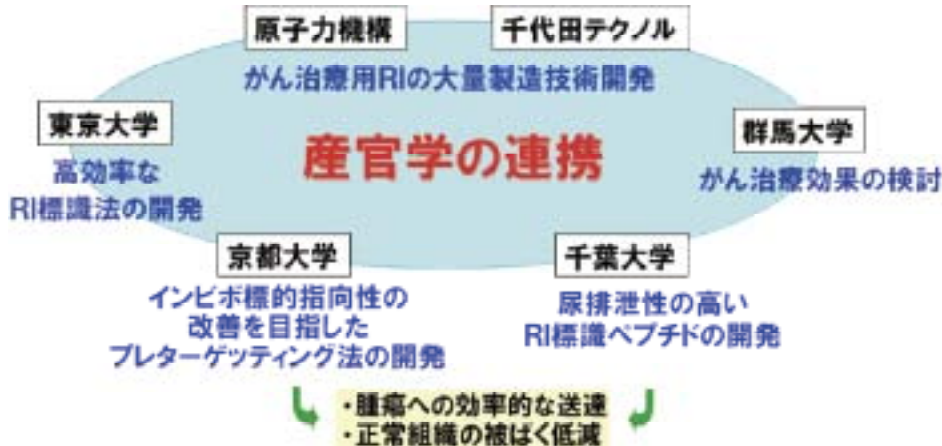 原子力機構
千代田テクノル
がん治療用RIの大量製造技術開発
東京大学
高効率な
RI標識法の開発
産官学の連携
群馬大学
がん治療効果の検討
京都大学
インビボ標的指向性の
改善を目指した
プレターゲッティング法の開発
千葉大学
尿排泄性の高い
RI標識ペプチドの開発
・腫瘍への効率的な送達
・正常組織の被ばく低減